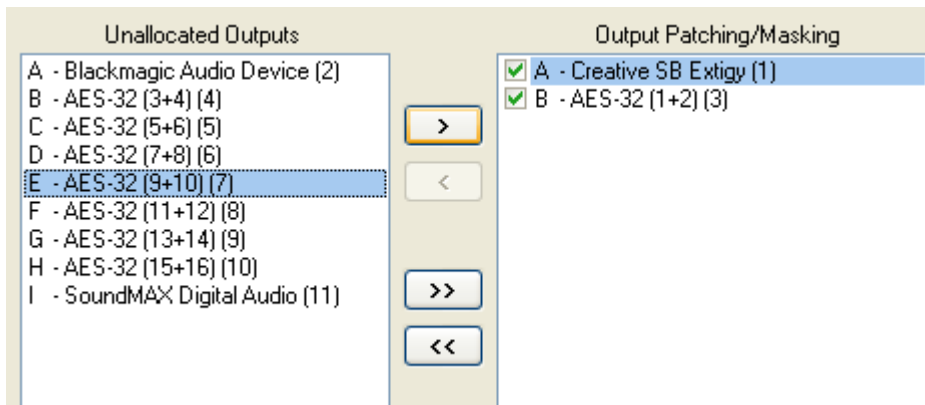 Unallocated Outputs
A - Blackmagic Audio Device (2)
B - AES-32 (3+4) (4)
C - AES-32 (5+6) (5)
D - AES-32 (7+8) (6)
E - AES-32 (9+10) (7)
F - AES-32 (11+12) (8)
G - AES-32 (13+14) (9)
H - AES-32 (15+16) (10)
I - SoundMAX Digital Audio (11)
>
<
>>
<<
Output Patching/Masking
A - Creative SB Extigy (1)
B - AES-32 (1+2) (3)